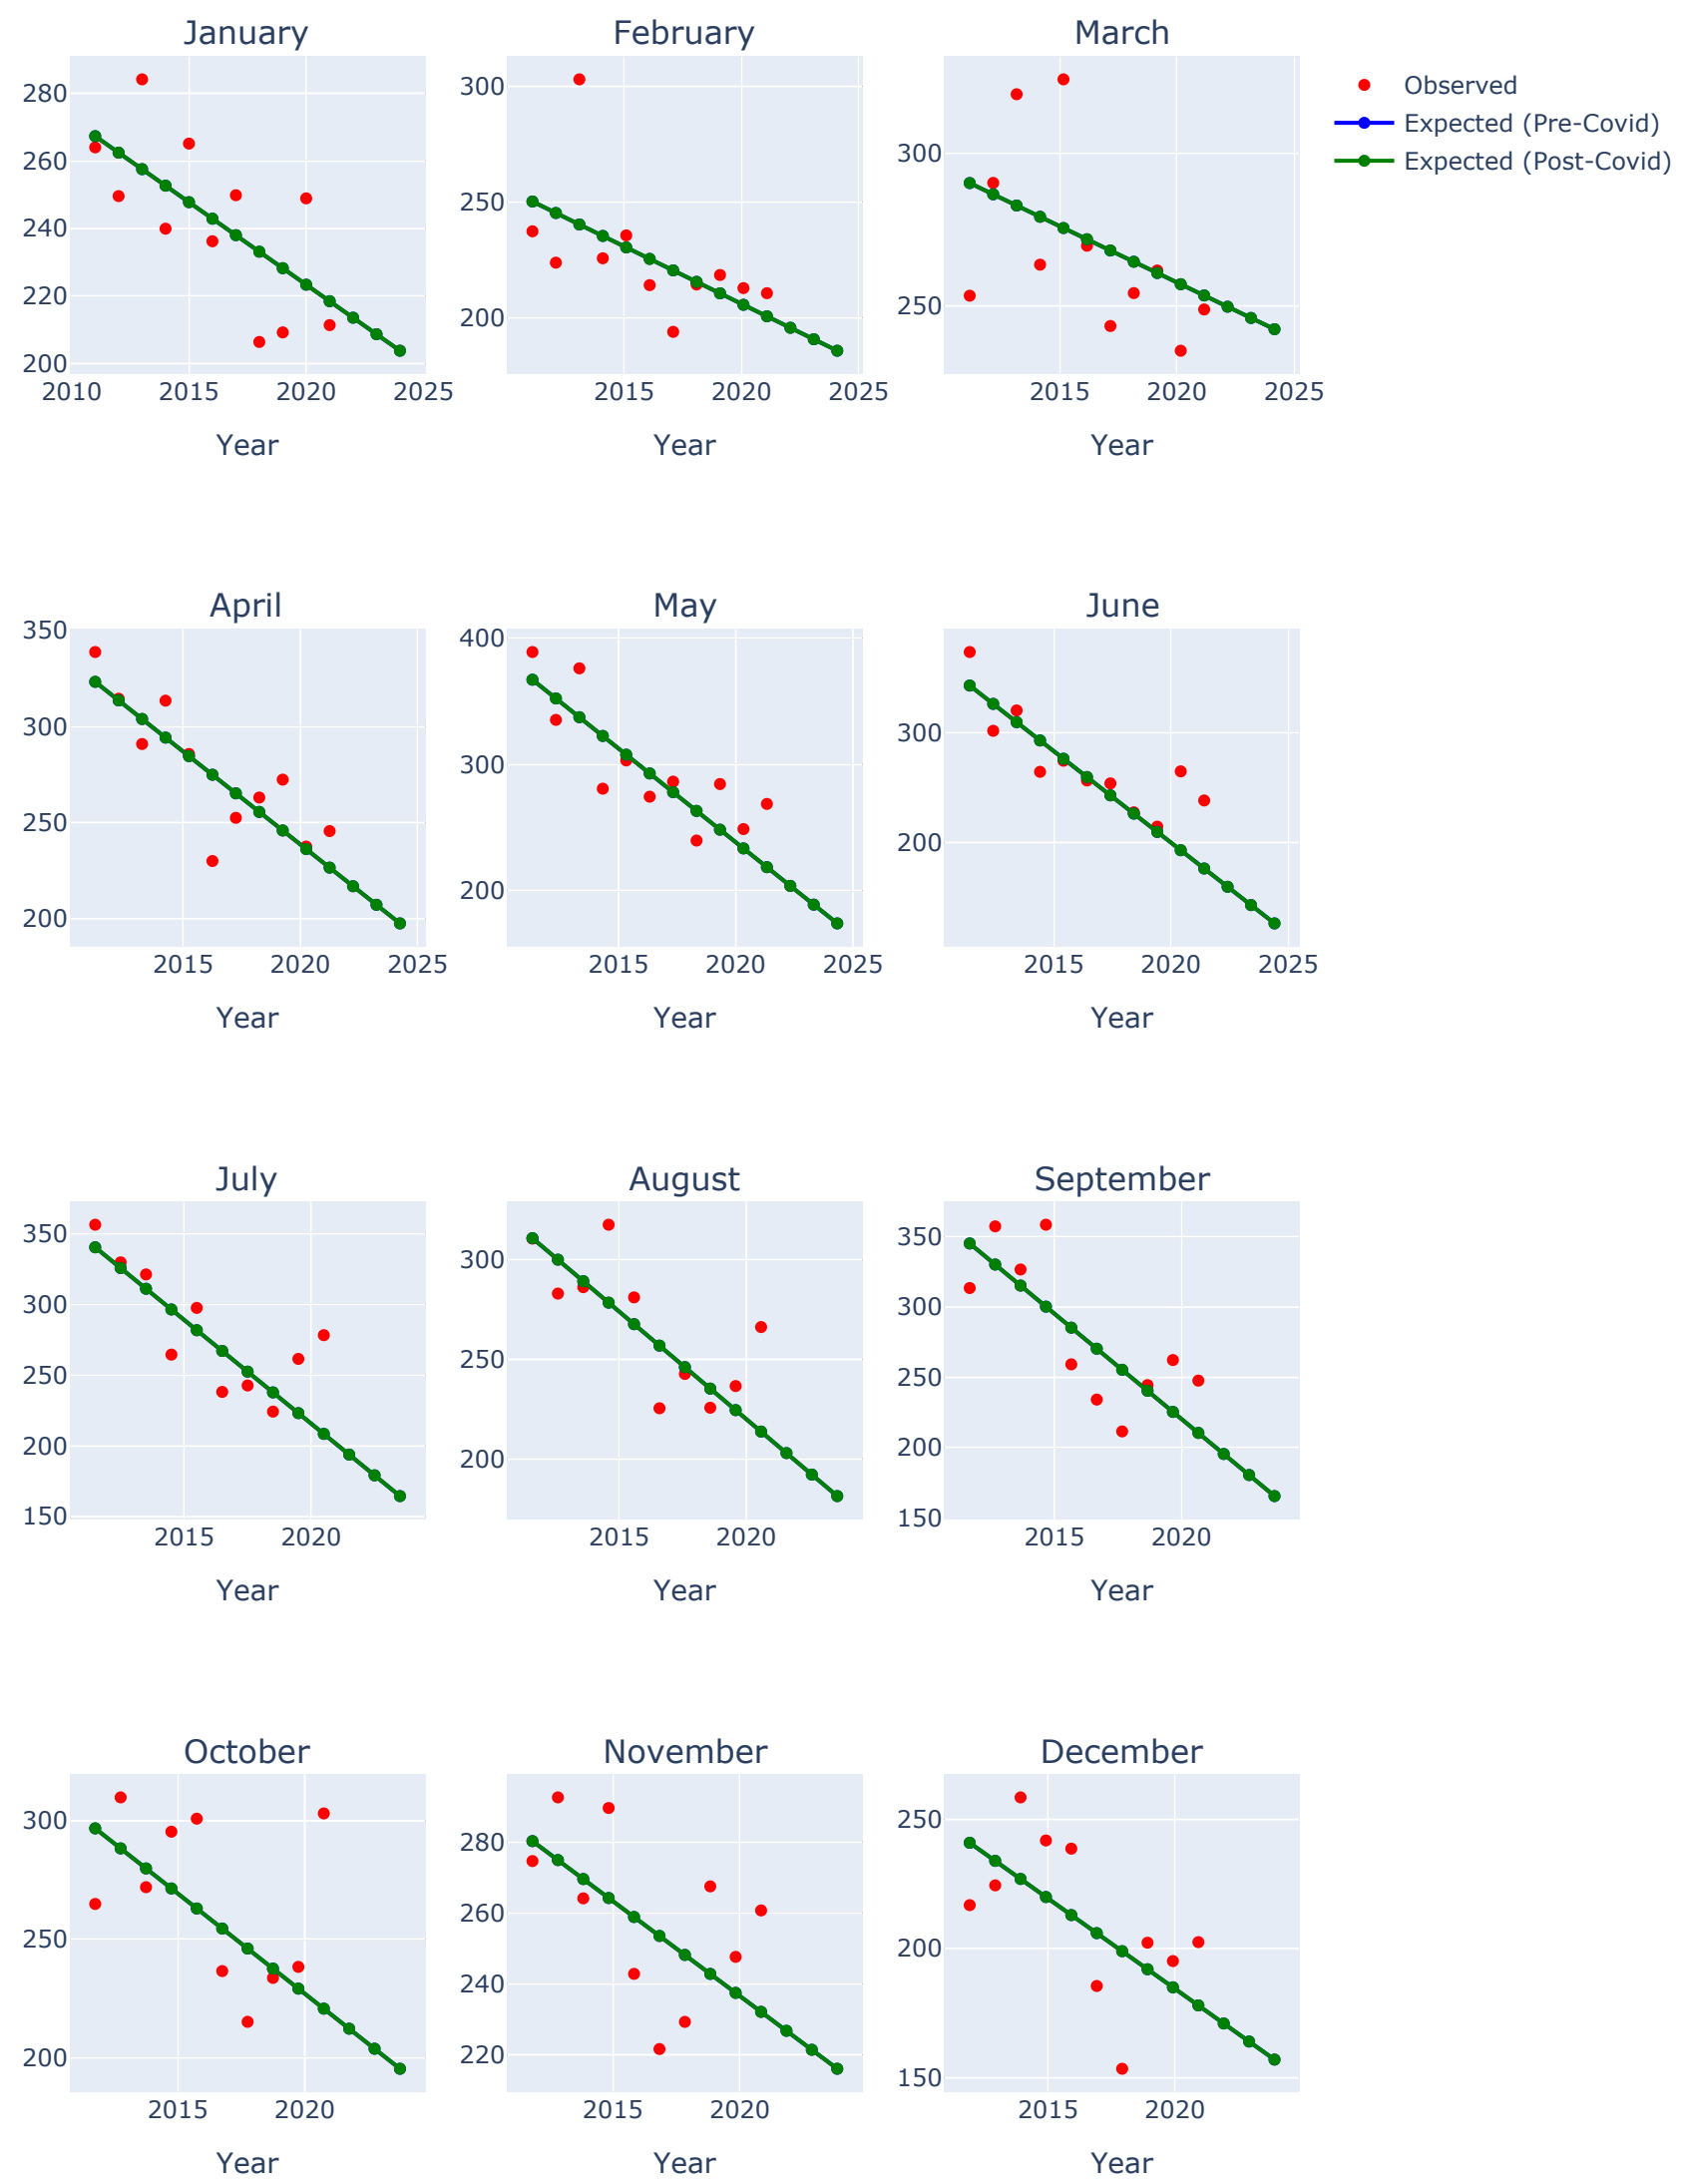 January
February
March
280
260
240
220
200
2010
2015
2020
2025
Year
300
250
200
2015
2020
2025
Year
300
250
2015
2020
2025
Year
Observed
Expected (Pre-Covid)
Expected (Post-Covid)
April
May
June
350
300
250
200
2015
2020
2025
Year
400
300
200
2015
2020
2025
Year
300
200
2015
2020
2025
Year
July
August
September
350
300
250
200
150
2015
2020
Year
300
250
200
2015
2020
Year
350
300
250
200
150
2015
2020
Year
October
November
December
300
250
200
2015
2020
Year
280
260
240
220
2015
2020
Year
250
200
150
2015
2020
Year